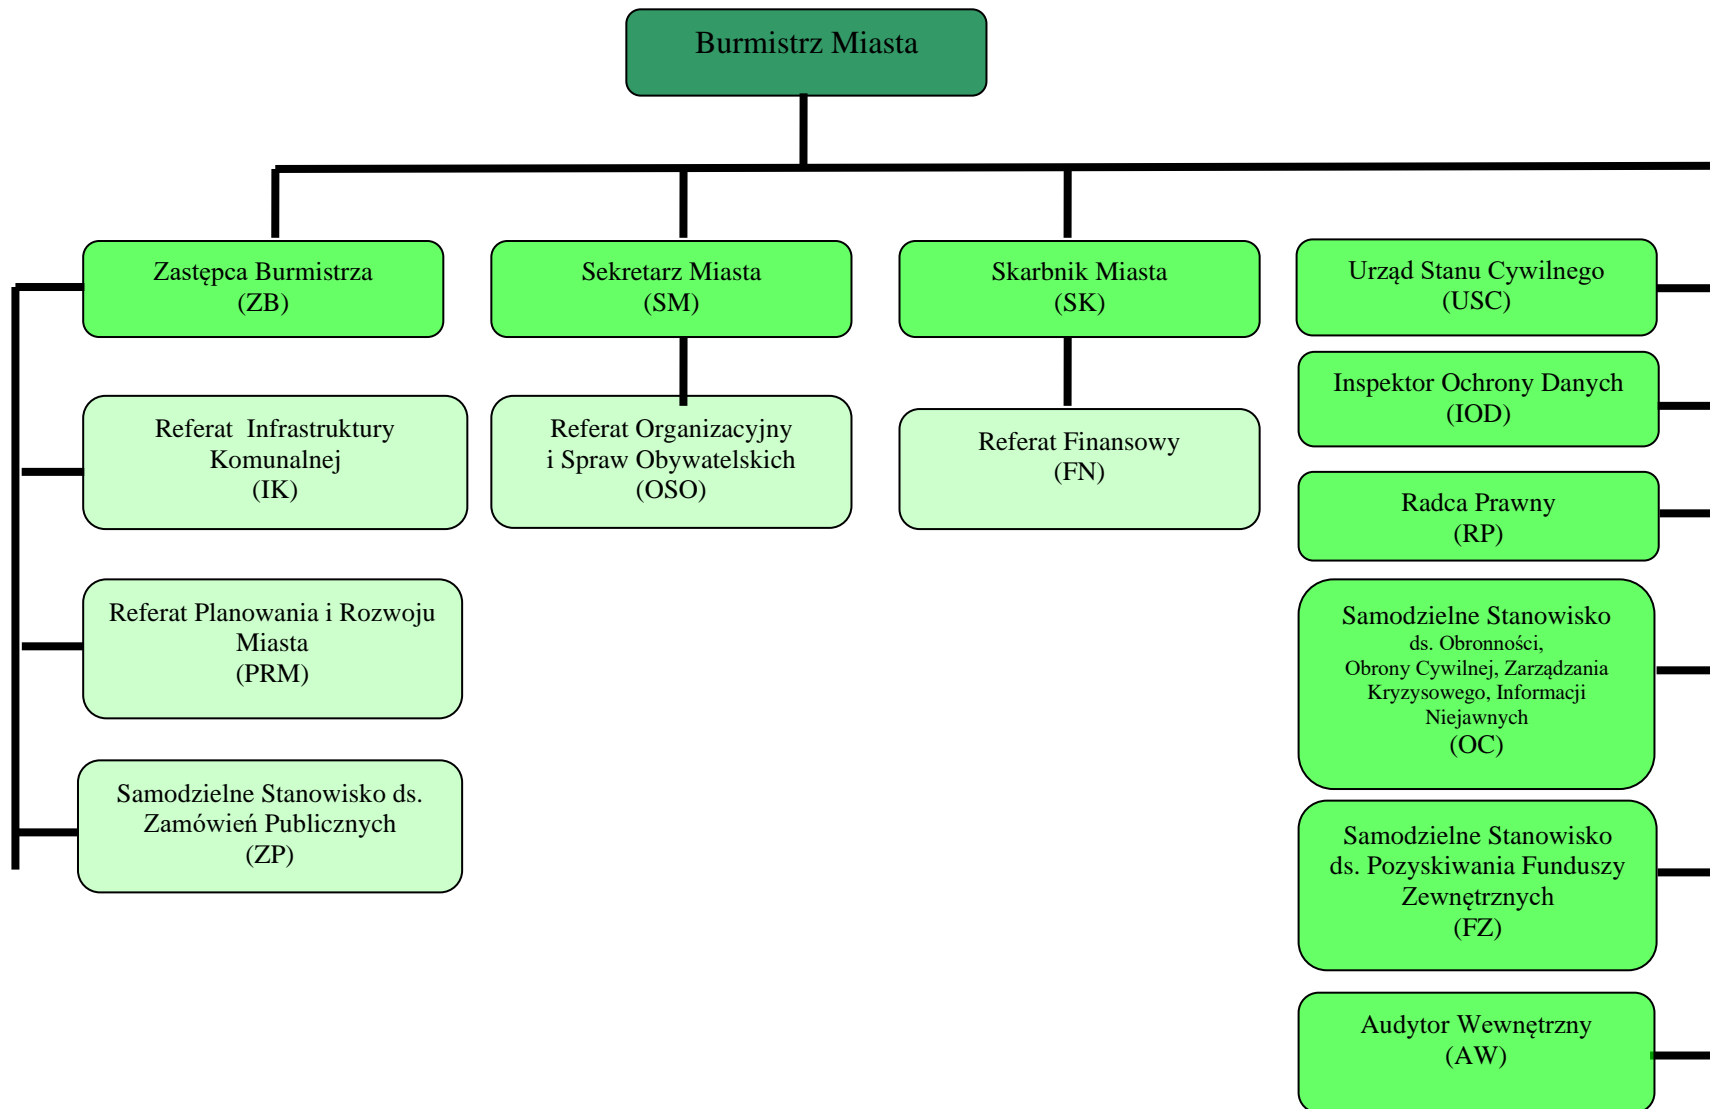 Burmistrz Miasta
Zastępca Burmistrza
(ZB)
Sekretarz Miasta
(SM)
Skarbnik Miasta
(SK)
Urząd Stanu Cywilnego
(USC)
Inspektor Ochrony Danych
(IOD)
Referat Infrastruktury
Komunalnej
(IK)
Referat Organizacyjny
i Spraw Obywatelskich
(OSO)
Referat Finansowy
(FN)
Radca Prawny
(RP)
Referat Planowania i Rozwoju
Miasta
(PRM)
Samodzielne Stanowisko
ds. Obronności,
Obrony Cywilnej, Zarządzania
Kryzysowego, Informacji
Niejawnych
(OC)
Samodzielne Stanowisko ds.
Zamówień Publicznych
(ZP)
Samodzielne Stanowisko
ds. Pozyskiwania Funduszy
Zewnętrznych
(FZ)
Audytor Wewnętrzny
(AW)